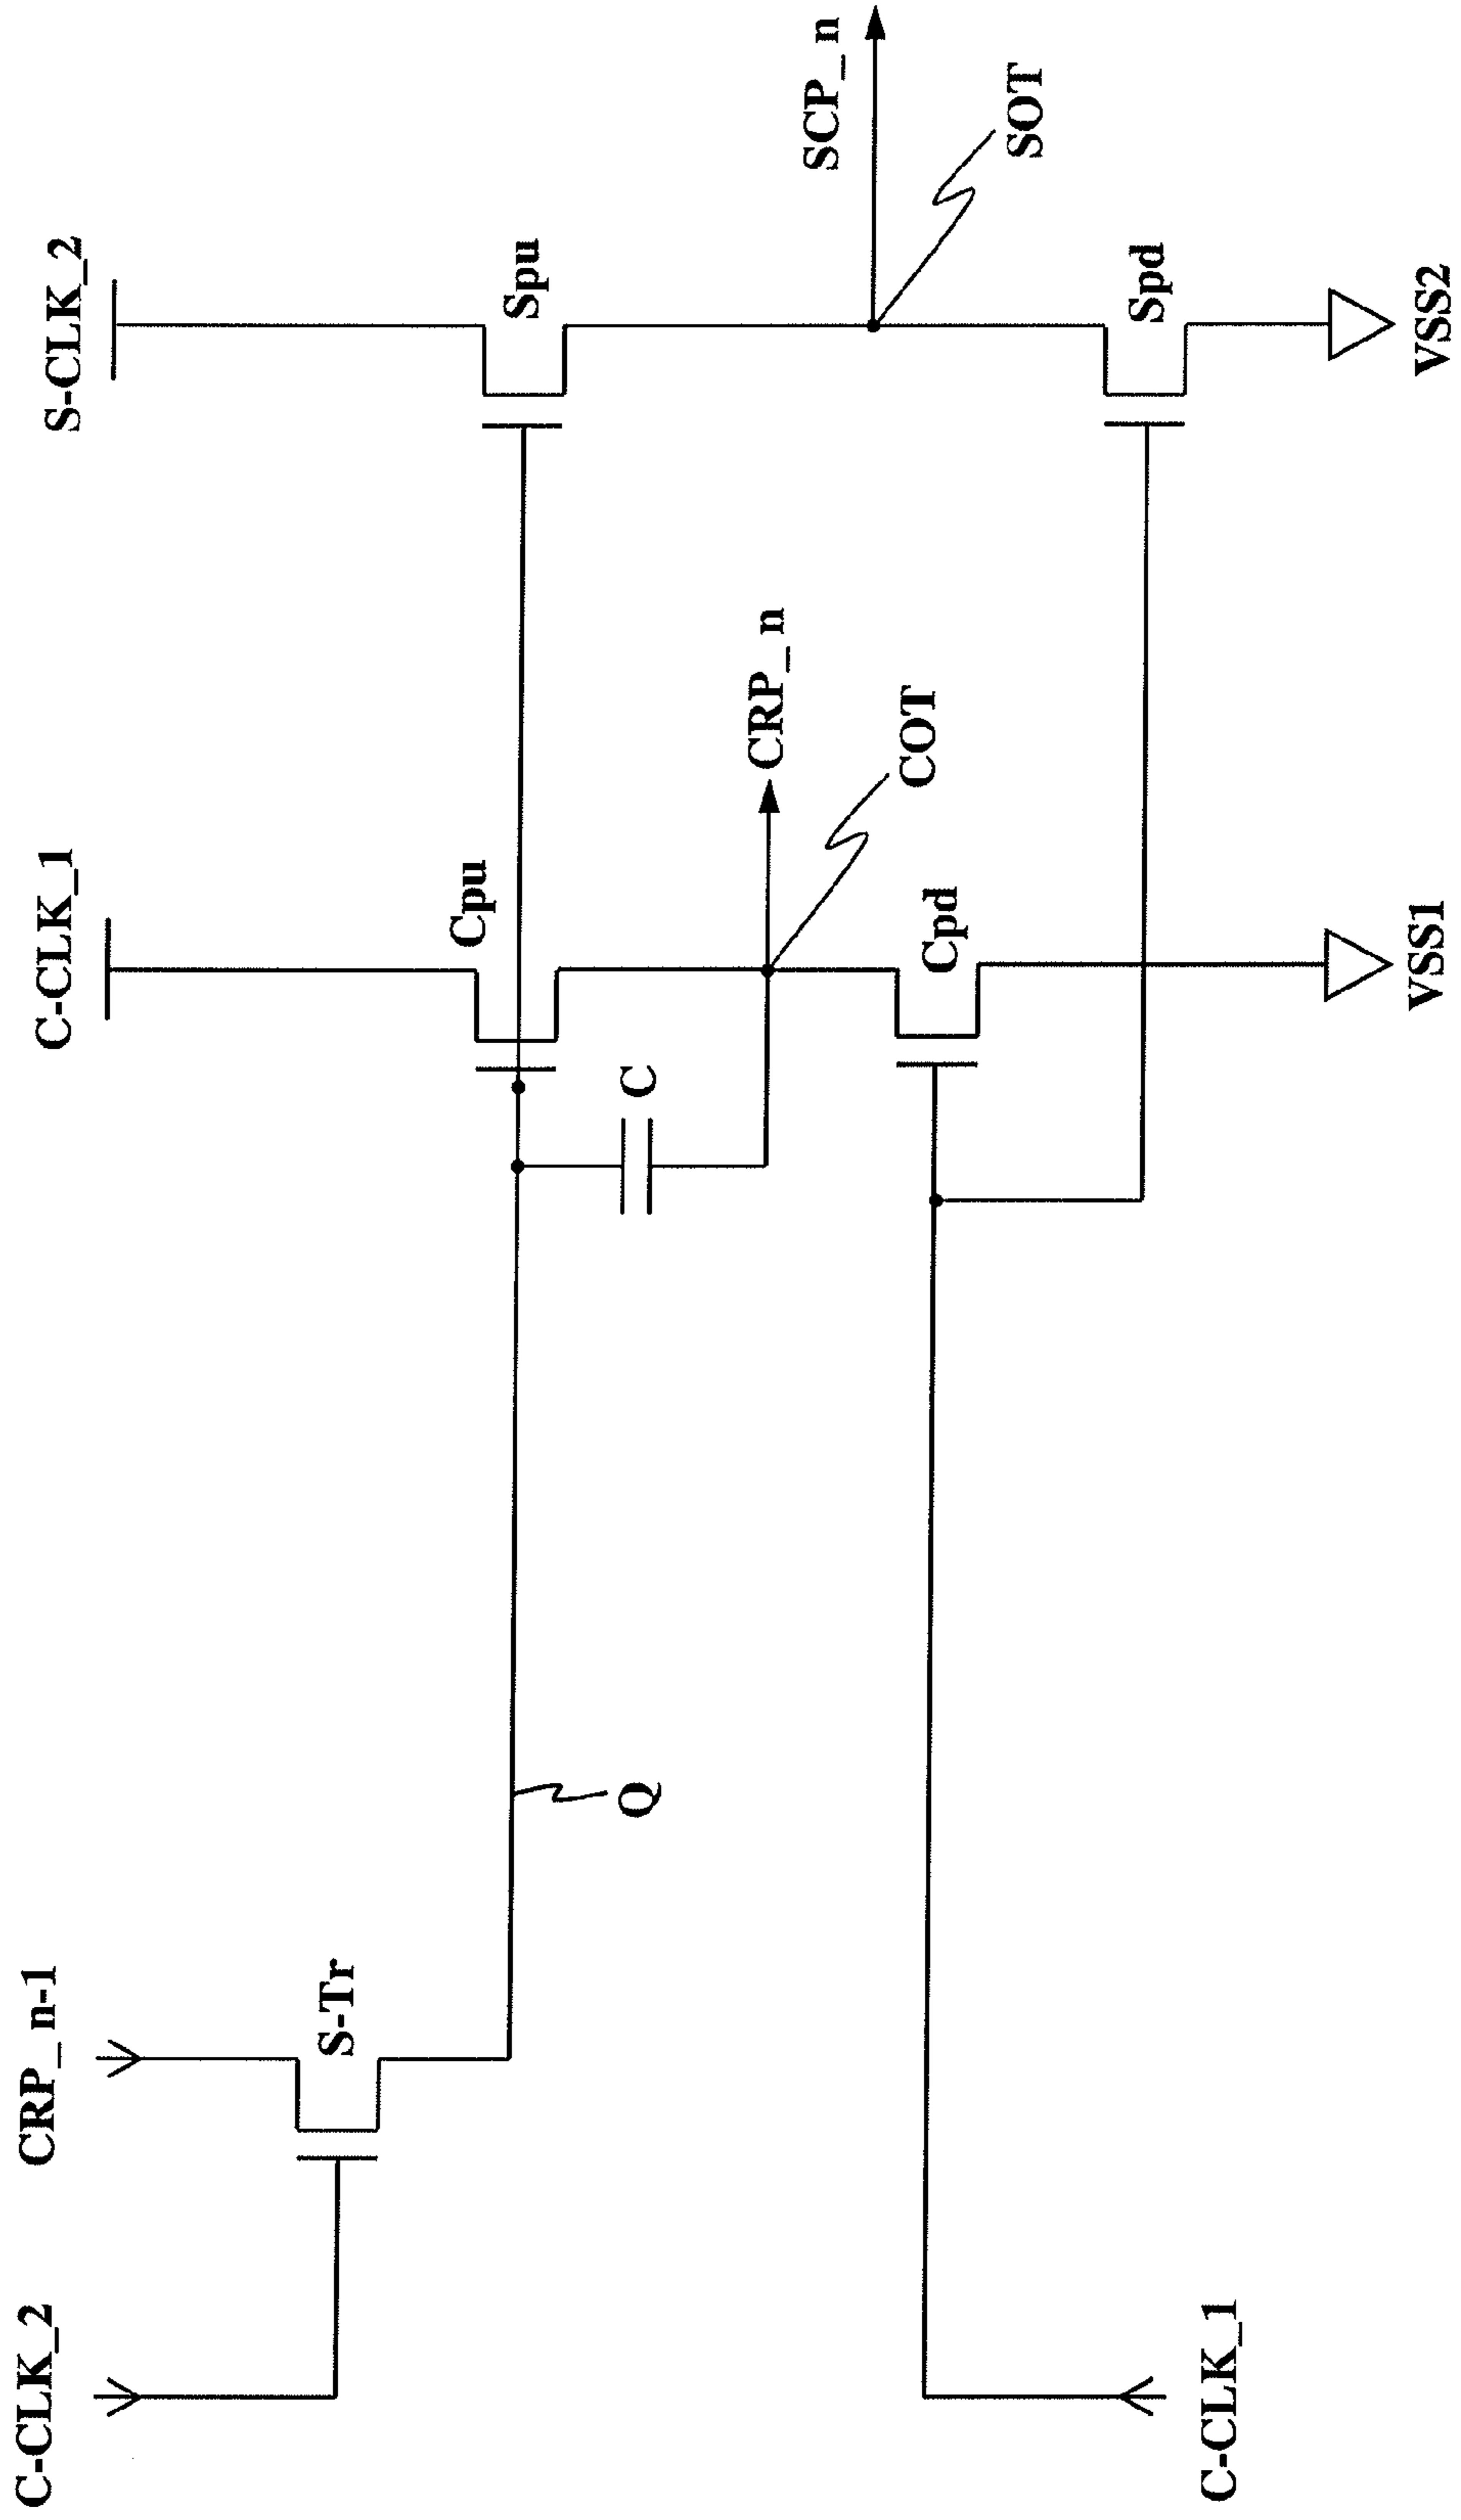 C-CLK_2
CRP_n-1
C-CLK_1
S-CLK_2
S-Tr
Cpu
Spu
Q
C
CRP_n
SCP_n
COT
SOT
Cpd
Spd
C-CLK_1
VSS1
VSS2